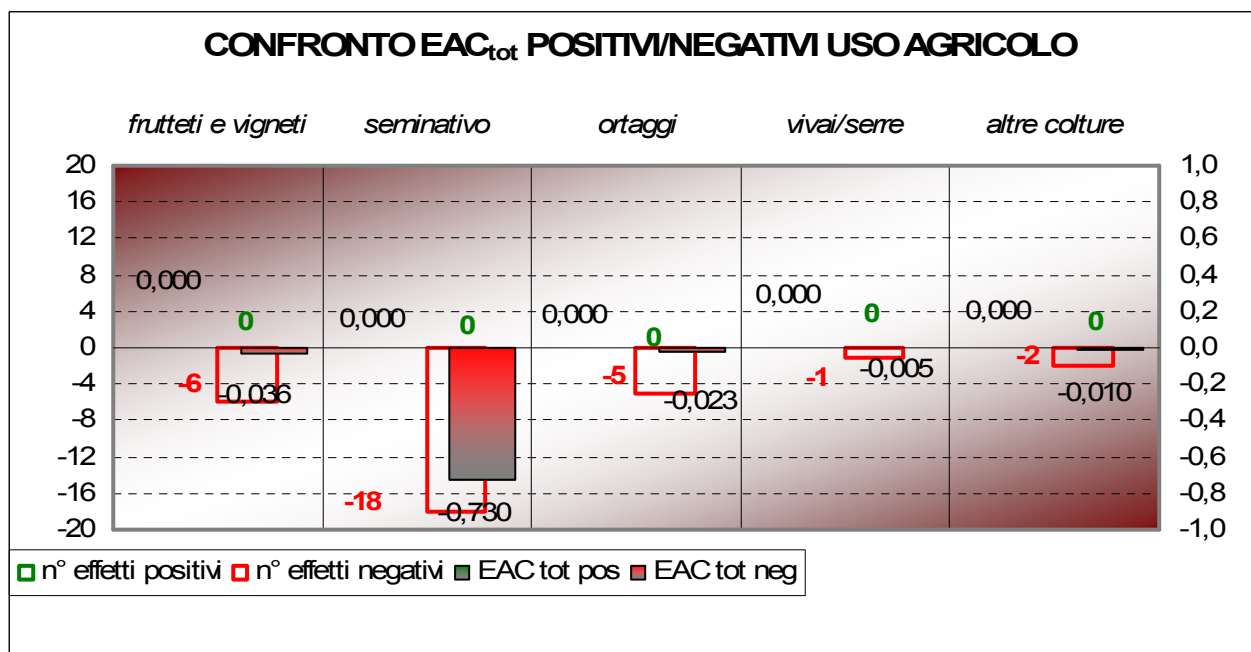 CONFRONTO EACtot POSITIVI/NEGATIVI USO AGRICOLO
frutteti e vigneti seminativo ortaggi vivai/serre altre colture
20 1,0
16 0,8
12 0,6
8 0,4
0,000 0,000 0,000 0,000 0,000
4 0,2
0 0 0 0 0
0 0,0
-6 -18 -5 -1 -2
-0,036 -0,730 -0,023 -0,005 -0,010
-4 -0,2
-8 -0,4
-12 -0,6
-16 -0,8
-20 -1,0
n° effetti positivi n° effetti negativi EAC tot pos EAC tot neg